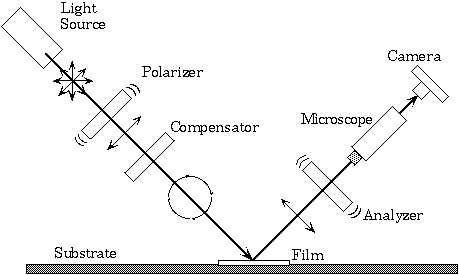 Light
Source
Camera
Polarizer
Compensator
Microscope
Analyzer
Substrate
Film